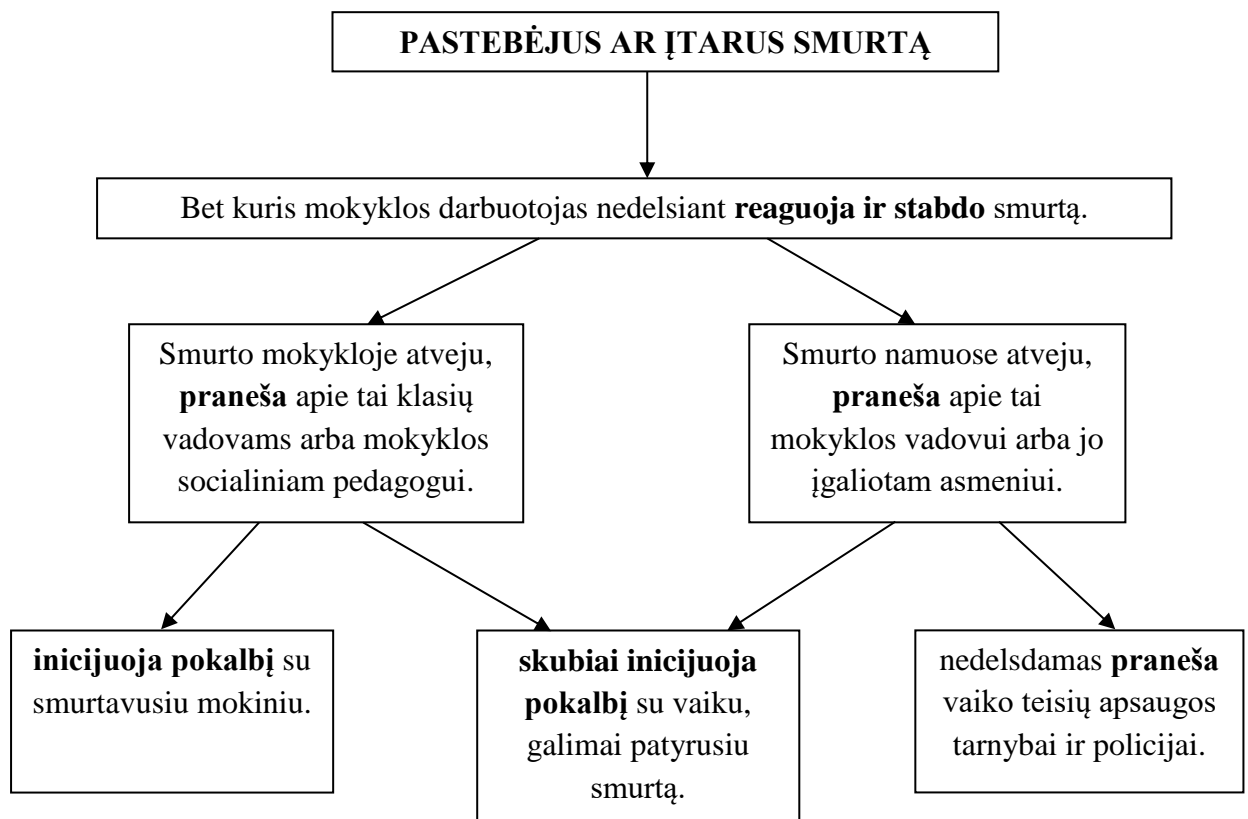 PASTEBĖJUS AR ĮTARUS SMURTĄ
Bet kuris mokyklos darbuotojas nedelsiant reaguoja ir stabdo smurtą.
Smurto mokykloje atveju,
praneša apie tai klasių
vadovams arba mokyklos
socialiniam pedagogui.
Smurto namuose atveju,
praneša apie tai
mokyklos vadovui arba jo
įgaliotam asmeniui.
inicijuoja pokalbį su
smurtavusiu mokiniu.
skubiai inicijuoja
pokalbį su vaiku,
galimai patyrusiu
smurtą.
nedelsdamas praneša
vaiko teisių apsaugos
tarnybai ir policijai.